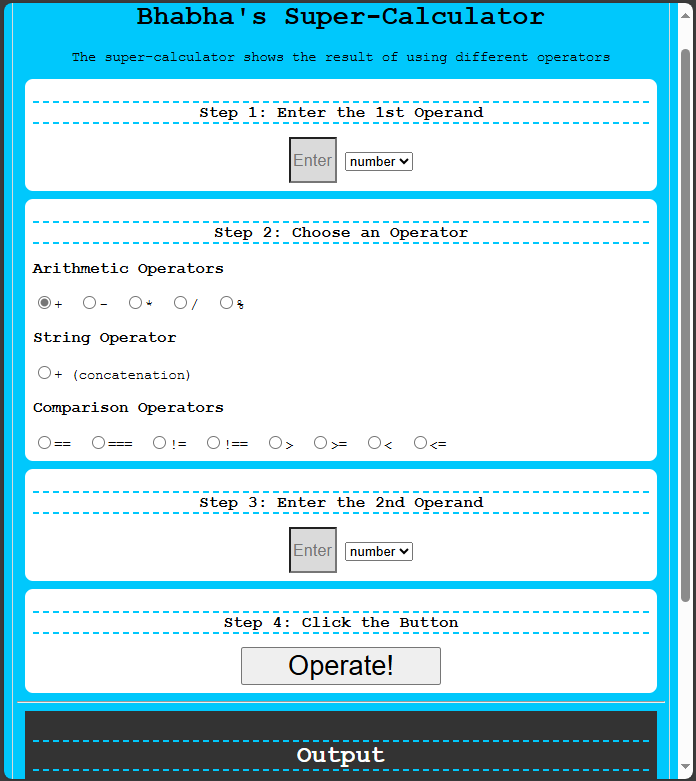 Bhabha's Super-Calculator
The super-calculator shows the result of using different operators
Step 1: Enter the 1st Operand
Enter number
Step 2: Choose an Operator
Arithmetic Operators
+ - * / %
String Operator
+ (concatenation)
Comparison Operators
== === != !== > >= < <=
Step 3: Enter the 2nd Operand
Enter number
Step 4: Click the Button
Operate!
Output